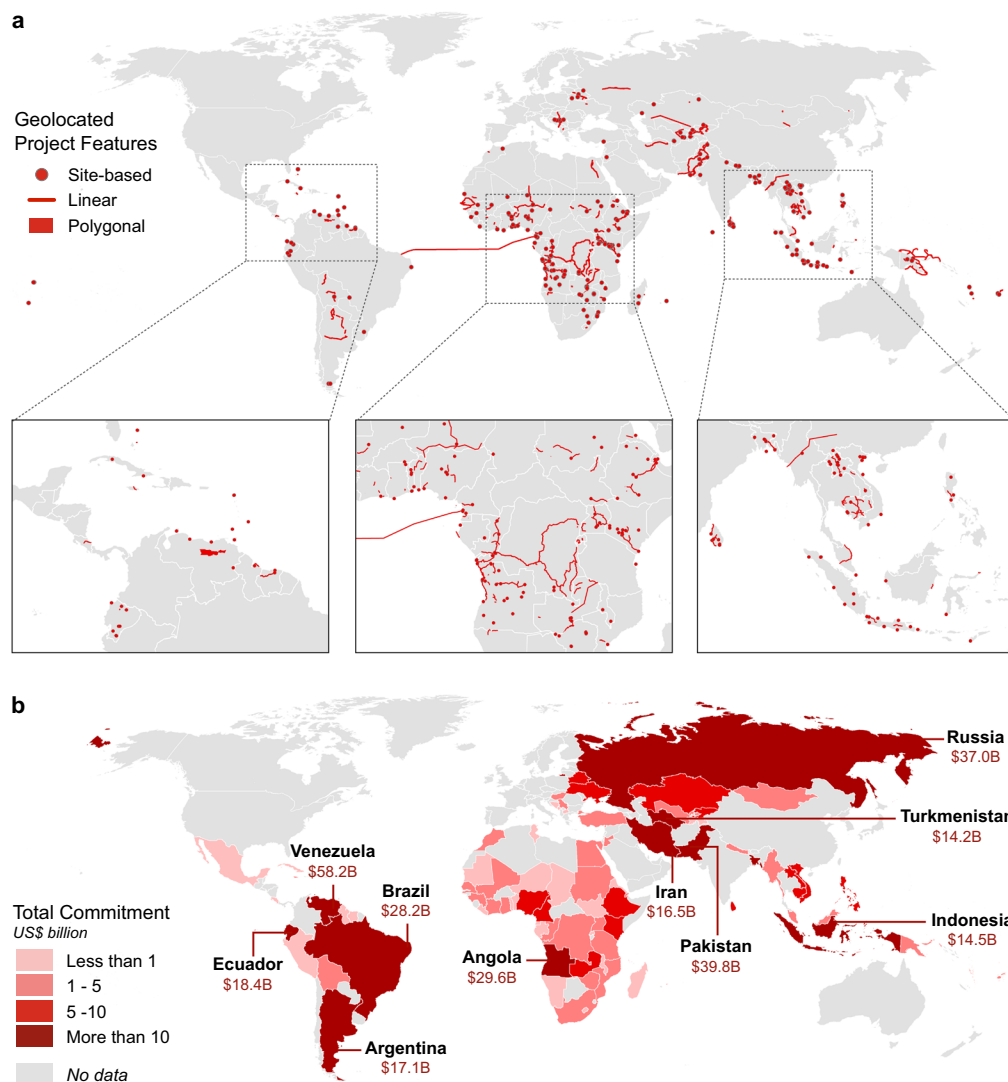 a
Geolocated
Project Features
Site-based
Linear
Polygonal
b
Russia
$37.0B
Turkmenistan
$14.2B
Venezuela
$58.2B
Brazil
$28.2B
Iran
$16.5B
Indonesia
$14.5B
Pakistan
$39.8B
Angola
$29.6B
Ecuador
$18.4B
Argentina
$17.1B
Total Commitment
US$ billion
Less than 1
1 - 5
5 -10
More than 10
No data